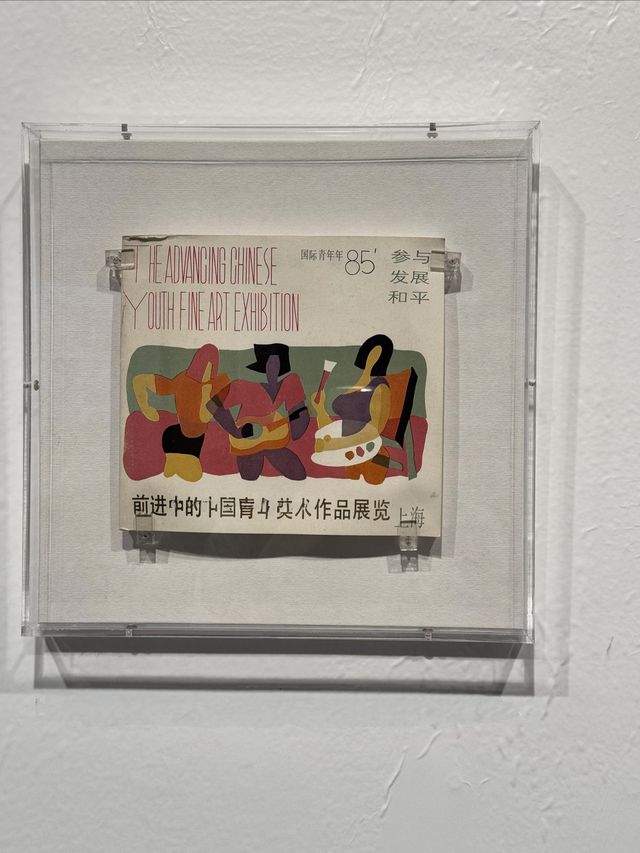 THE ADVANCING CHINESE
YOUTH FINE ART EXHIBITION
国际青年年 85'
参与
发展
和平
前进中的中国青年美术作品展览 上海